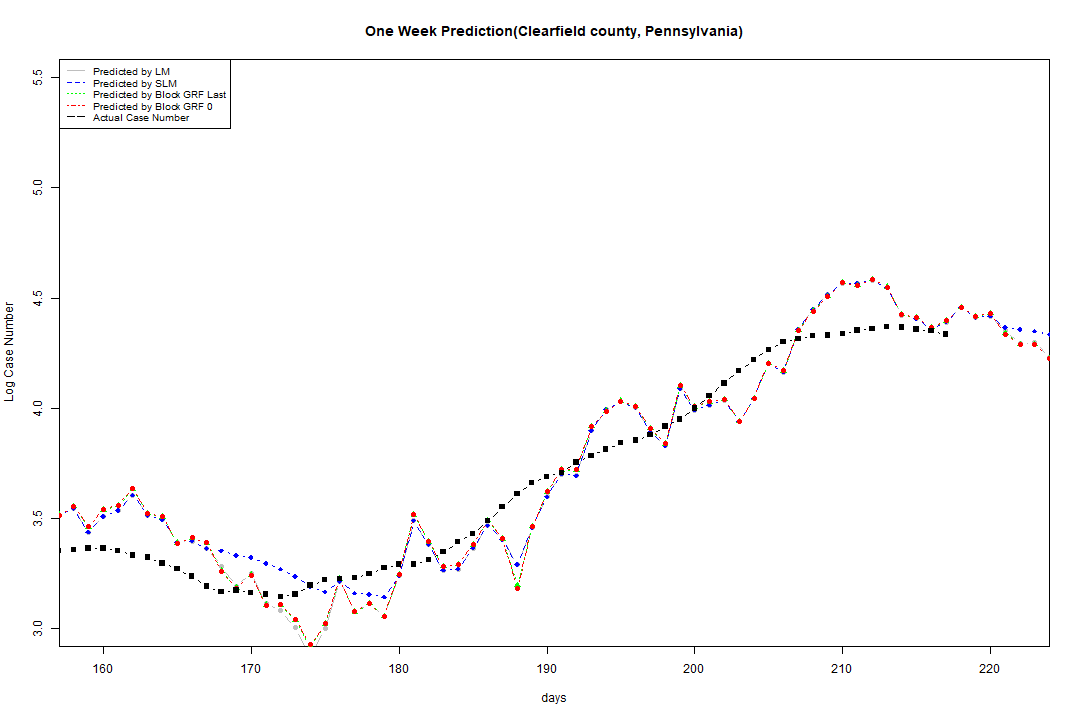 One Week Prediction(Clearfield county, Pennsylvania)
Predicted by LM
Predicted by SLM
Predicted by Block GRF Last
Predicted by Block GRF 0
Actual Case Number
5.5
5.0
4.5
4.0
3.5
3.0
Log Case Number
160 170 180 190 200 210 220
days